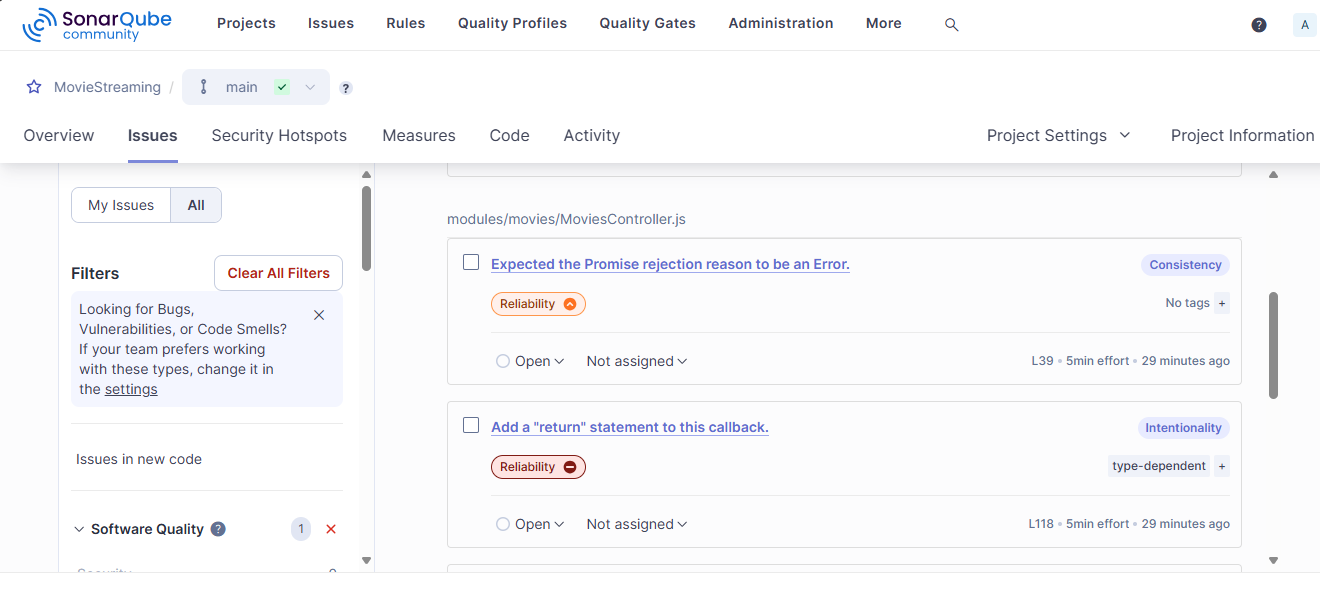 SonarQube
community
Projects Issues Rules Quality Profiles Quality Gates Administration More
? A
MovieStreaming / main ?
Overview Issues Security Hotspots Measures Code Activity Project Settings Project Information
My Issues All
Filters Clear All Filters
Looking for Bugs,
Vulnerabilities, or Code Smells?
If your team prefers working
with these types, change it in
the settings
Issues in new code
Software Quality ? 1
Security
modules/movies/MoviesController.js
Expected the Promise rejection reason to be an Error. Consistency
Reliability No tags +
Open Not assigned L39 • 5min effort • 29 minutes ago
Add a "return" statement to this callback. Intentionality
Reliability type-dependent +
Open Not assigned L118 • 5min effort • 29 minutes ago